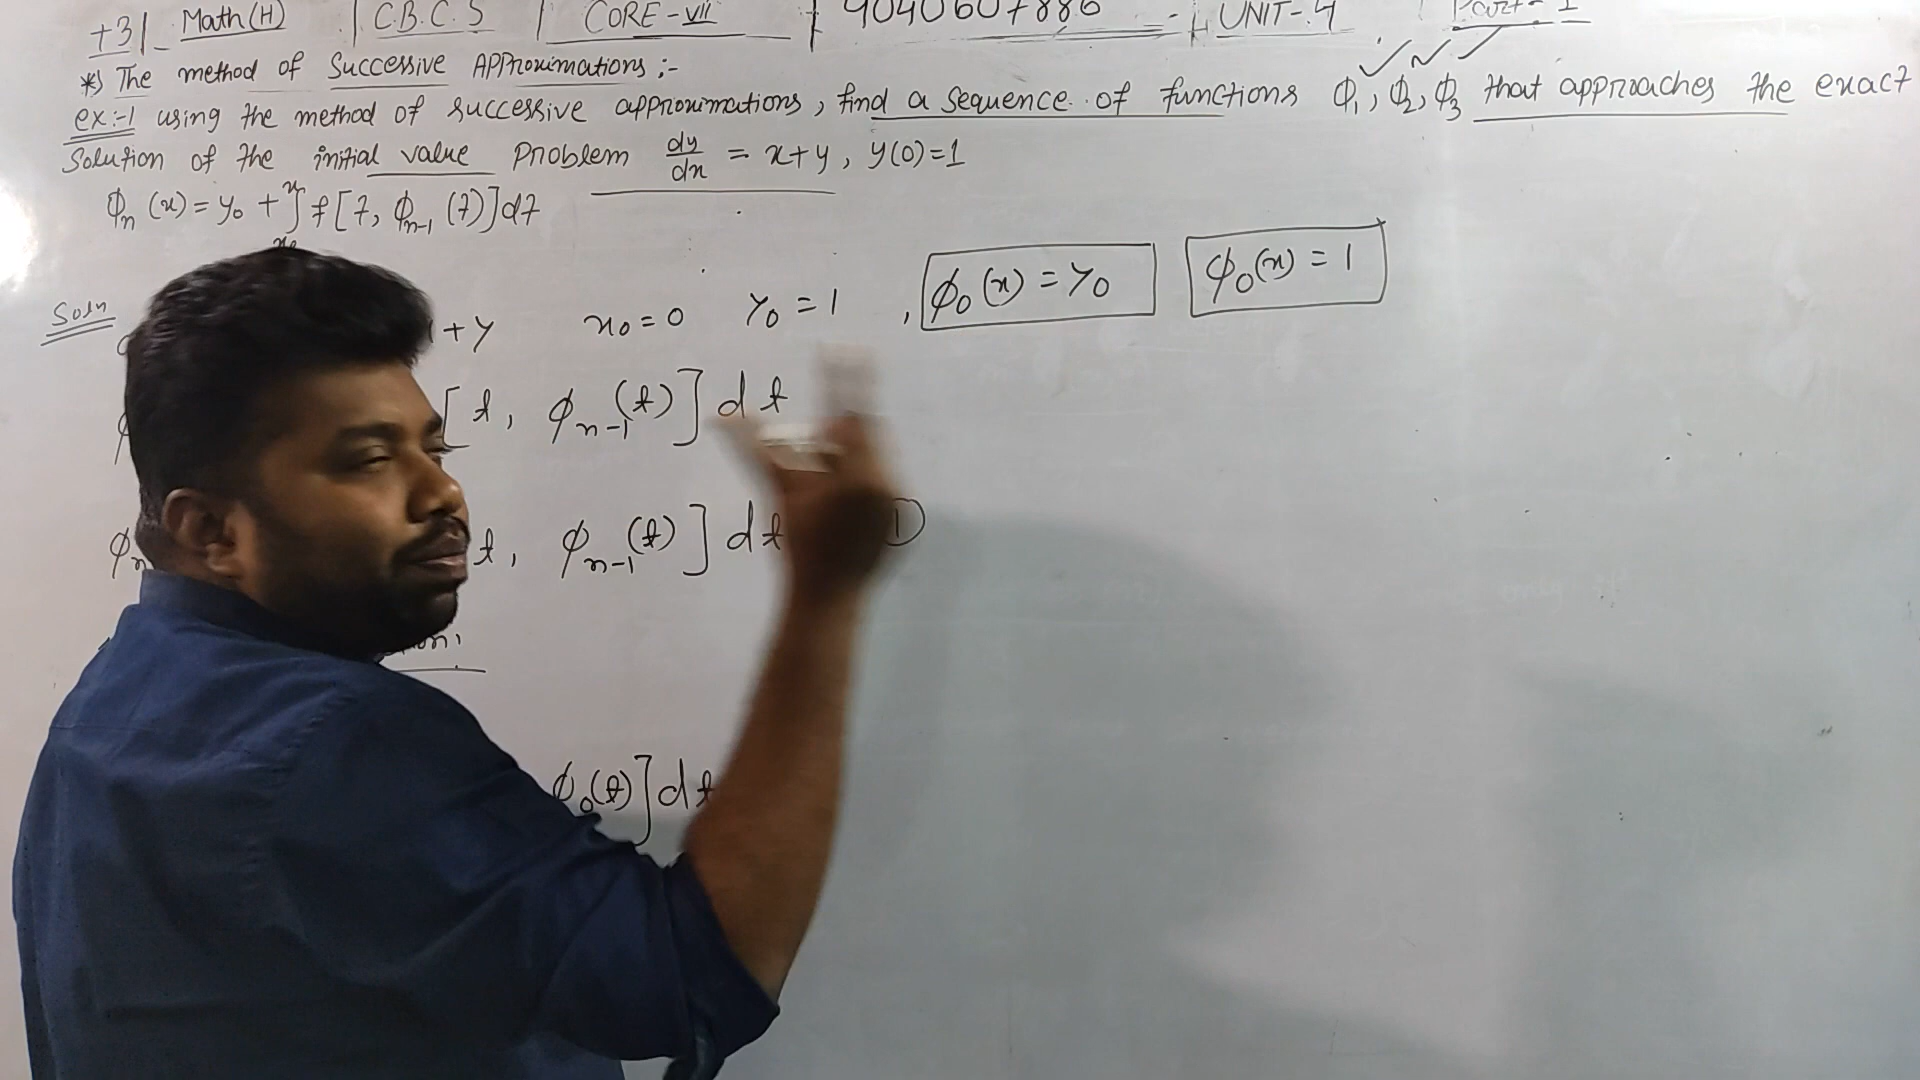 +3 | Math(H) | C.B.C.S | CORE-VII | 9040607886 | UNIT-4 | Part-1
*) The method of Successive Approximations :-
ex:-1 using the method of successive approximations, find a sequence of functions ϕ₁, ϕ₂, ϕ₃ that approaches the exact
Solution of the initial value Problem dy/dx = x+y, y(0)=1
ϕₙ(x) = y₀ + ∫ₓ₀ˣ f[t, ϕₙ₋₁(t)]dt
Soln + y x₀ = 0 y₀ = 1 , ϕ₀(x) = y₀ ϕ₀(x) = 1
[t, ϕₙ₋₁(t)] dt
ϕₙ t, ϕₙ₋₁(t)] dt ①
ϕ₀(t)]dt